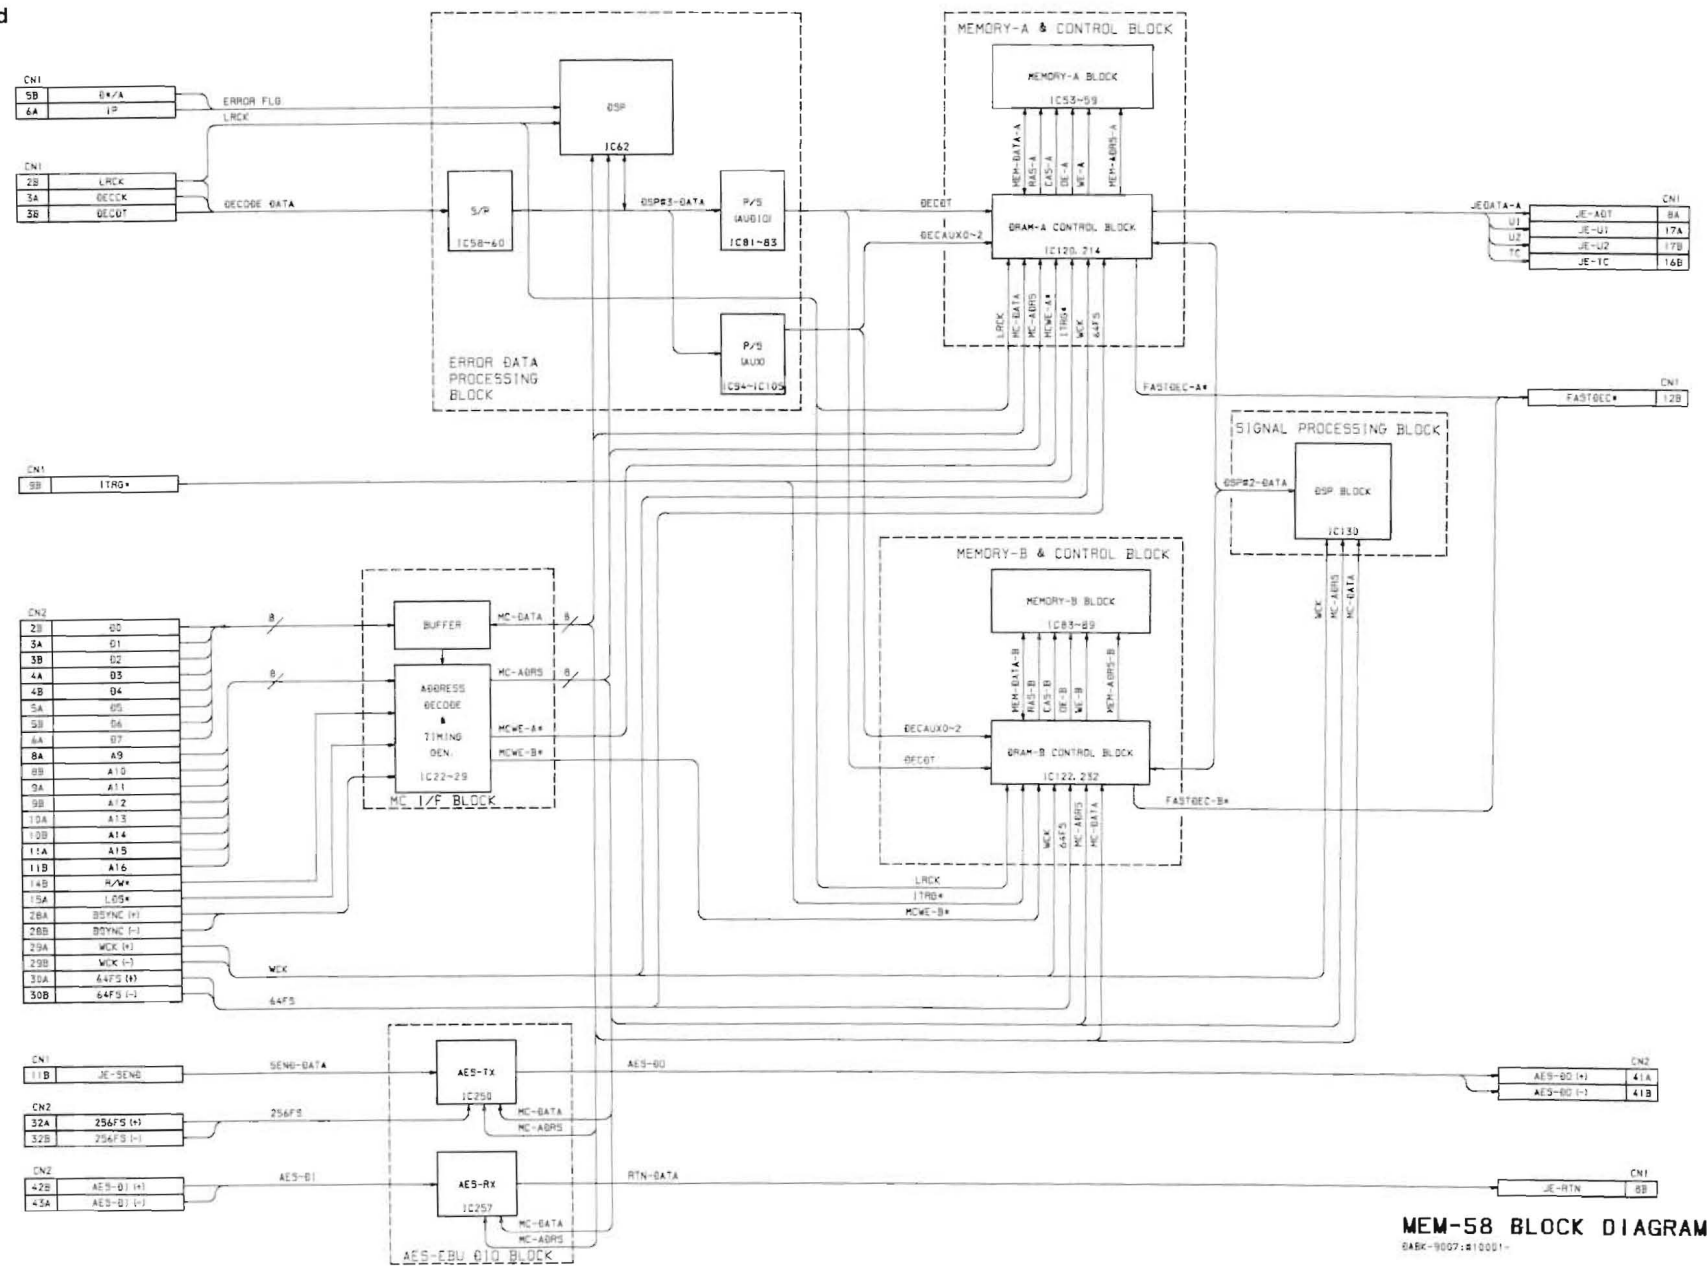 d
CN1
5B D*/A
6A IP
CN1
2B LRCK
3A DECCK
3B DECDT
ERROR FLG
LRCK
DECODE DATA
DSP
IC62
S/P
IC58~60
DSP#3-DATA
P/S
(AUDIO)
IC81~83
P/S
(AUX)
IC94~IC105
ERROR DATA
PROCESSING
BLOCK
MEMORY-A & CONTROL BLOCK
MEMORY-A BLOCK
IC53~59
MEM-DATA-A
RAS-A
CAS-A
OE-A
WE-A
MEM-ADRS-A
DECDT
DECAUX0~2
DRAM-A CONTROL BLOCK
IC120, 214
LRCK
MC-DATA
MC-ADRS
MCWE-A*
ITRG*
WCK
64FS
JEDATA-A
U1
U2
TC
CN1
JE-ADT 8A
JE-U1 17A
JE-U2 17B
JE-TC 16B
FASTDEC-A*
CN1
FASTDEC* 12B
SIGNAL PROCESSING BLOCK
DSP#2-DATA
DSP BLOCK
IC130
WCK
MC-ADRS
MC-DATA
CN1
9B ITRG*
MEMORY-B & CONTROL BLOCK
MEMORY-B BLOCK
IC83~89
MEM-DATA-B
RAS-B
CAS-B
OE-B
WE-B
MEM-ADRS-B
DECAUX0~2
DECDT
DRAM-B CONTROL BLOCK
IC122, 232
FASTDEC-B*
WCK
64FS
MC-ADRS
MC-DATA
LRCK
ITRG*
MCWE-B*
CN2
2B D0
3A D1
3B D2
4A D3
4B D4
5A D5
5B D6
6A D7
8A A9
8B A10
9A A11
9B A12
10A A13
10B A14
11A A15
11B A16
14B R/W*
15A LDS*
28A BSYNC (+)
28B BSYNC (-)
29A WCK (+)
29B WCK (-)
30A 64FS (+)
30B 64FS (-)
8
8
BUFFER
MC-DATA 8
ADDRESS
DECODE
&
TIMING
GEN.
IC22~29
MC-ADRS 8
MCWE-A*
MCWE-B*
MC I/F BLOCK
WCK
64FS
CN1
11B JE-SEND
SEND-DATA
AES-TX
IC250
AES-DO
MC-DATA
MC-ADRS
CN2
AES-DO (+) 41A
AES-DO (-) 41B
CN2
32A 256FS (+)
32B 256FS (-)
256FS
CN2
42B AES-DI (+)
43A AES-DI (-)
AES-DI
AES-RX
IC257
RTN-DATA
MC-DATA
MC-ADRS
CN1
JE-RTN 8B
AES-EBU DIO BLOCK
MEM-58 BLOCK DIAGRAM
DABK-9007:#10001-